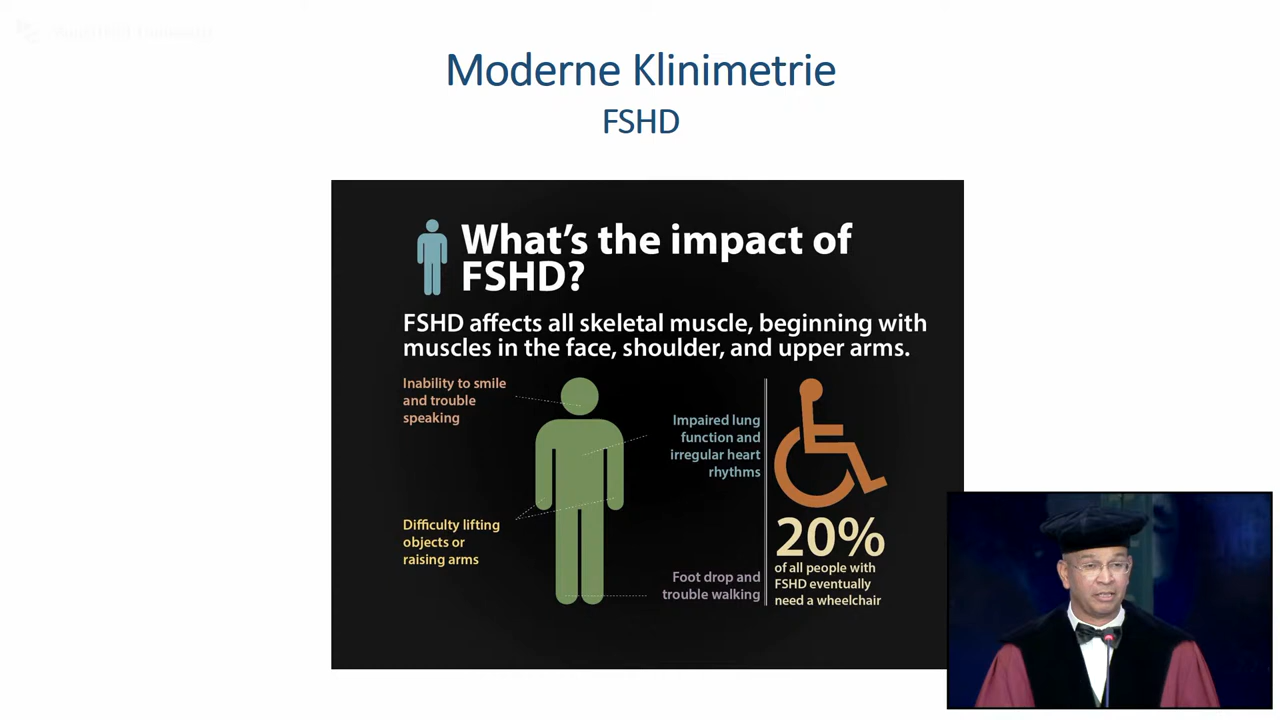 Moderne Klinimetrie
FSHD
What's the impact of
FSHD?
FSHD affects all skeletal muscle, beginning with
muscles in the face, shoulder, and upper arms.
Inability to smile
and trouble
speaking
Impaired lung
function and
irregular heart
rhythms
Difficulty lifting
objects or
raising arms
Foot drop and
trouble walking
20%
of all people with
FSHD eventually
need a wheelchair